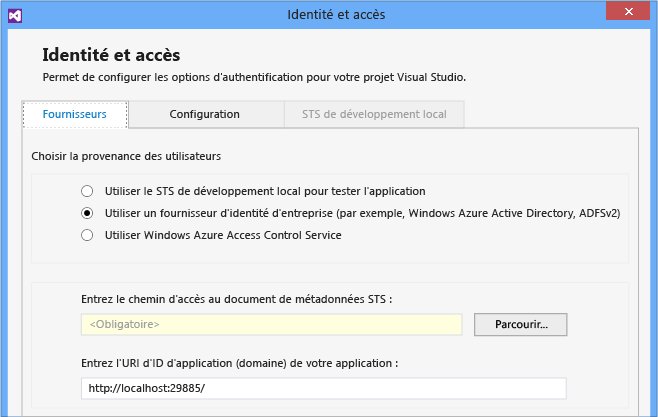 Identité et accès
Identité et accès
Permet de configurer les options d'authentification pour votre projet Visual Studio.
Fournisseurs
Configuration
STS de développement local
Choisir la provenance des utilisateurs
Utiliser le STS de développement local pour tester l'application
Utiliser un fournisseur d'identité d'entreprise (par exemple, Windows Azure Active Directory, ADFSv2)
Utiliser Windows Azure Access Control Service
Entrez le chemin d'accès au document de métadonnées STS :
<Obligatoire>
Parcourir...
Entrez l'URI d'ID d'application (domaine) de votre application :
http://localhost:29885/